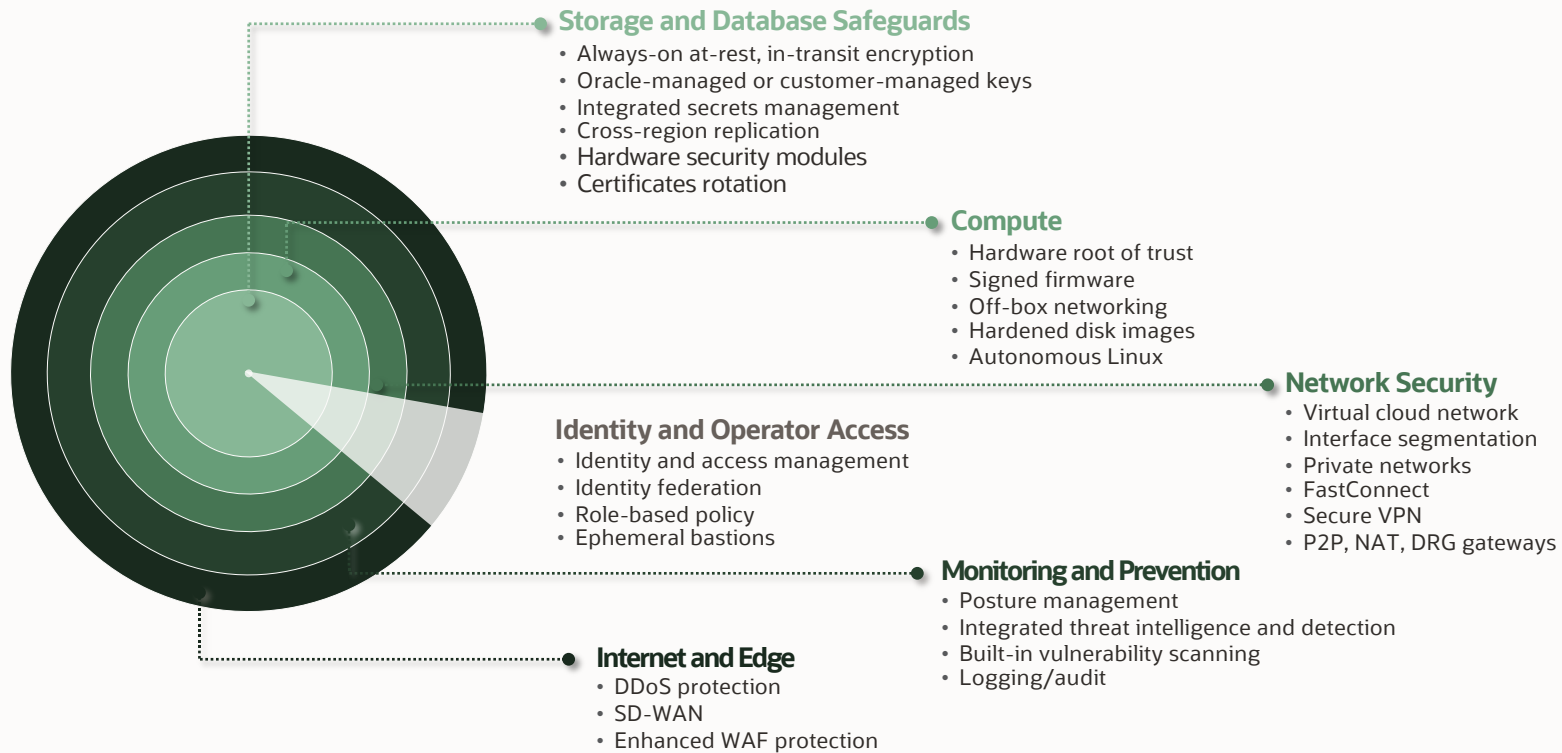 Storage and Database Safeguards
• Always-on at-rest, in-transit encryption
• Oracle-managed or customer-managed keys
• Integrated secrets management
• Cross-region replication
• Hardware security modules
• Certificates rotation
Compute
• Hardware root of trust
• Signed firmware
• Off-box networking
• Hardened disk images
• Autonomous Linux
Network Security
• Virtual cloud network
• Interface segmentation
• Private networks
• FastConnect
• Secure VPN
• P2P, NAT, DRG gateways
Identity and Operator Access
• Identity and access management
• Identity federation
• Role-based policy
• Ephemeral bastions
Monitoring and Prevention
• Posture management
• Integrated threat intelligence and detection
• Built-in vulnerability scanning
• Logging/audit
Internet and Edge
• DDoS protection
• SD-WAN
• Enhanced WAF protection